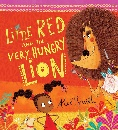 LITTLE RED
AND THE
VERY HUNGRY
LION
Alex T. Smith